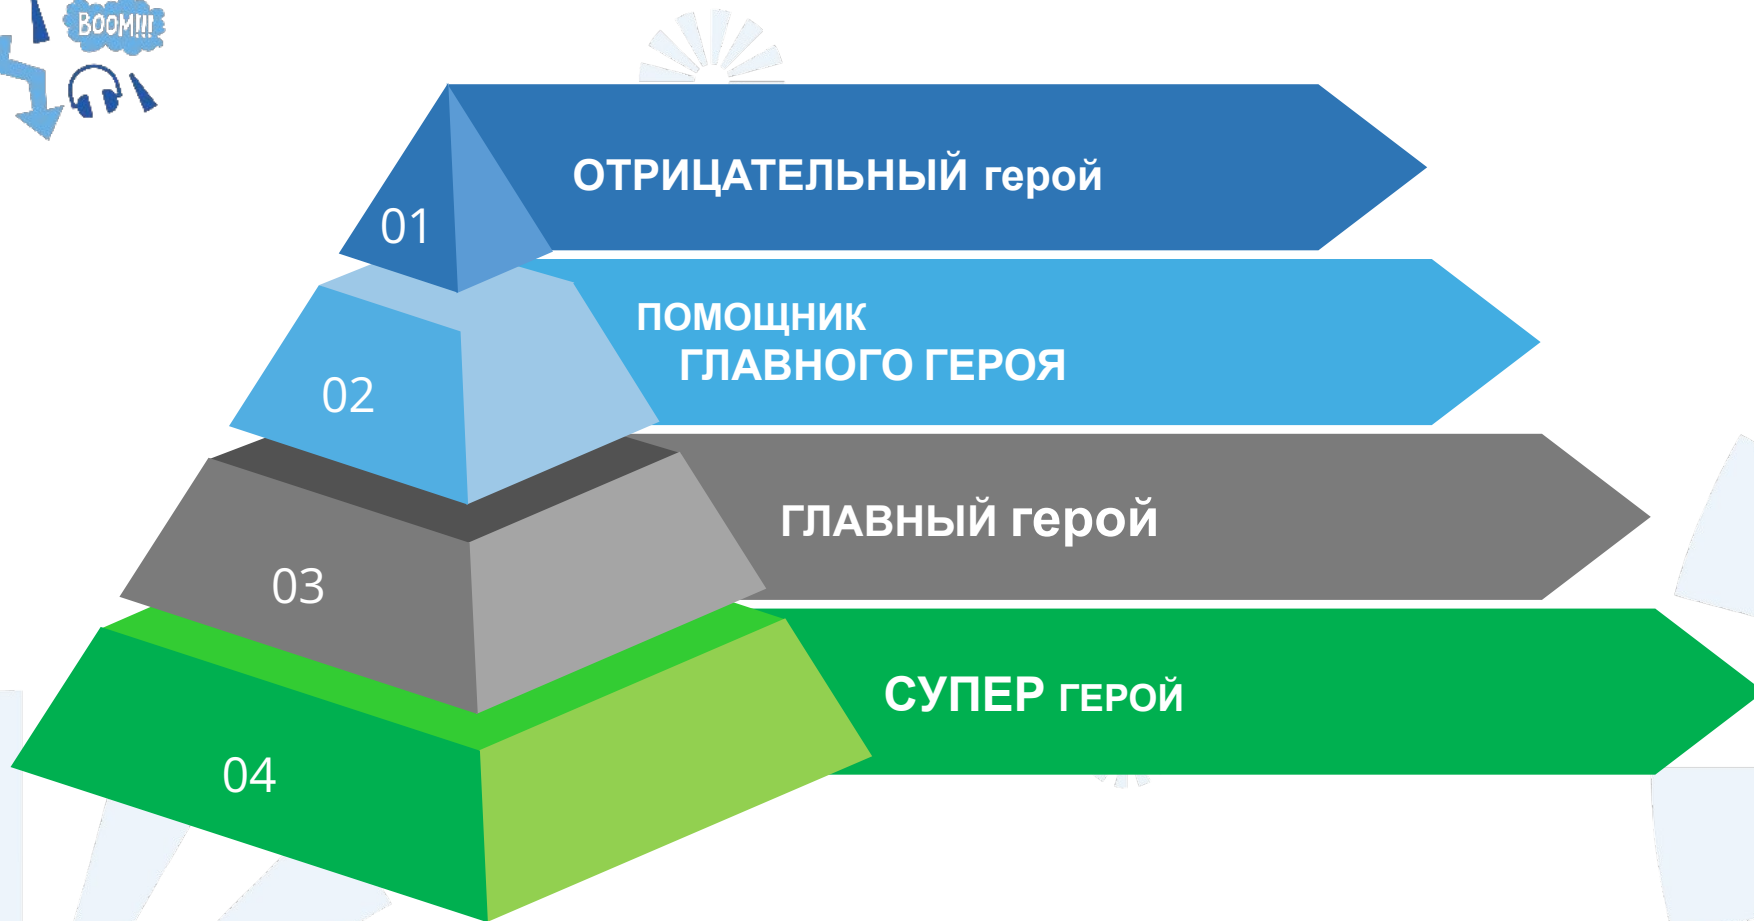 BOOM!!!
ОТРИЦАТЕЛЬНЫЙ герой
01
ПОМОЩНИК
ГЛАВНОГО ГЕРОЯ
02
ГЛАВНЫЙ герой
03
СУПЕР ГЕРОЙ
04